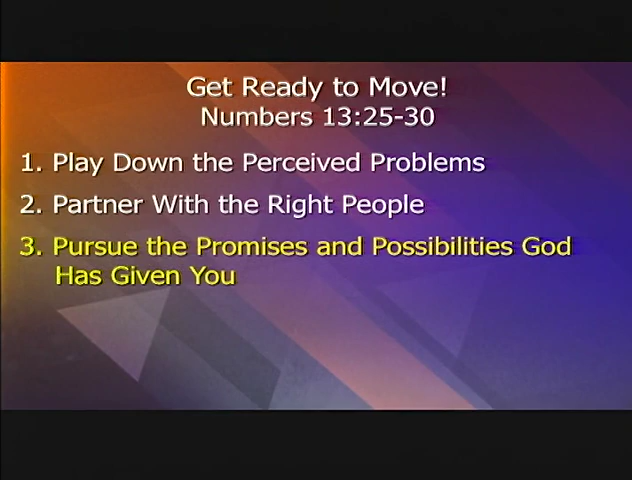 Get Ready to Move!
Numbers 13:25-30
1. Play Down the Perceived Problems
2. Partner With the Right People
3. Pursue the Promises and Possibilities God
Has Given You